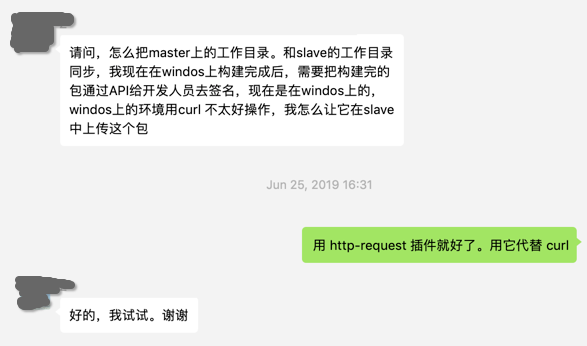 请问，怎么把master上的工作目录。和slave的工作目录
同步，我现在在windos上构建完成后，需要把构建完的
包通过API给开发人员去签名，现在是在windos上的，
windos上的环境用curl 不太好操作，我怎么让它在slave
中上传这个包
Jun 25, 2019 16:31
用 http-request 插件就好了。用它代替 curl
好的，我试试。谢谢